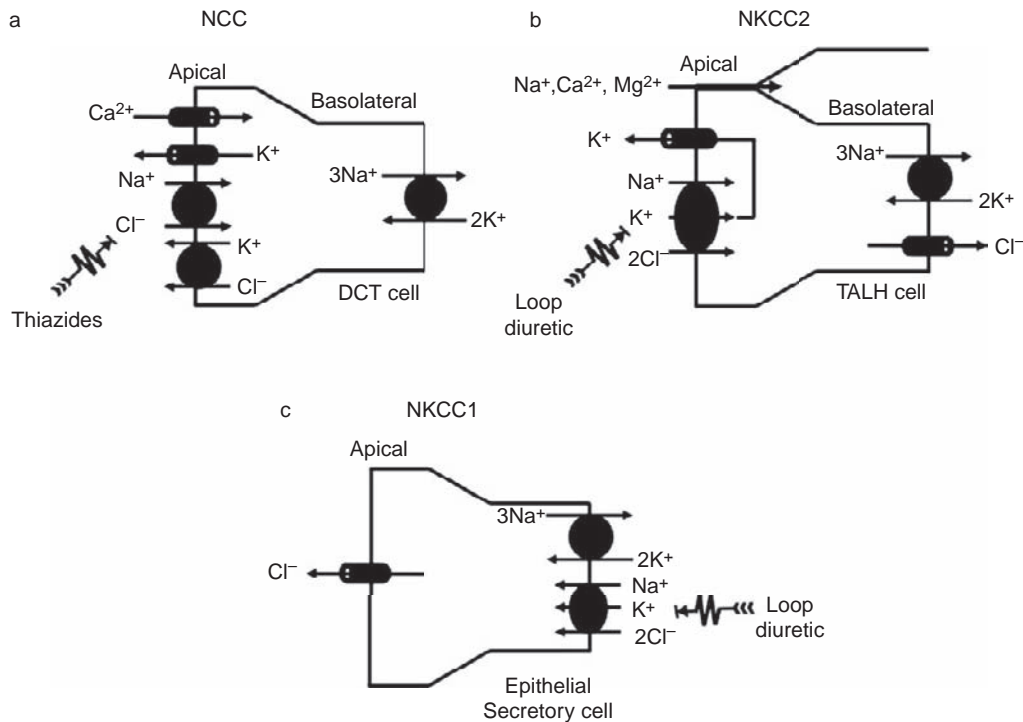 a
NCC
Apical
Basolateral
Ca²⁺
K⁺
Na⁺
3Na⁺
2K⁺
Cl⁻
K⁺
Cl⁻
DCT cell
Thiazides
b
NKCC2
Apical
Na⁺,Ca²⁺, Mg²⁺
Basolateral
K⁺
3Na⁺
Na⁺
2K⁺
K⁺
2Cl⁻
Cl⁻
TALH cell
Loop
diuretic
c
NKCC1
Apical
3Na⁺
2K⁺
Cl⁻
Na⁺
K⁺
2Cl⁻
Loop
diuretic
Epithelial
Secretory cell